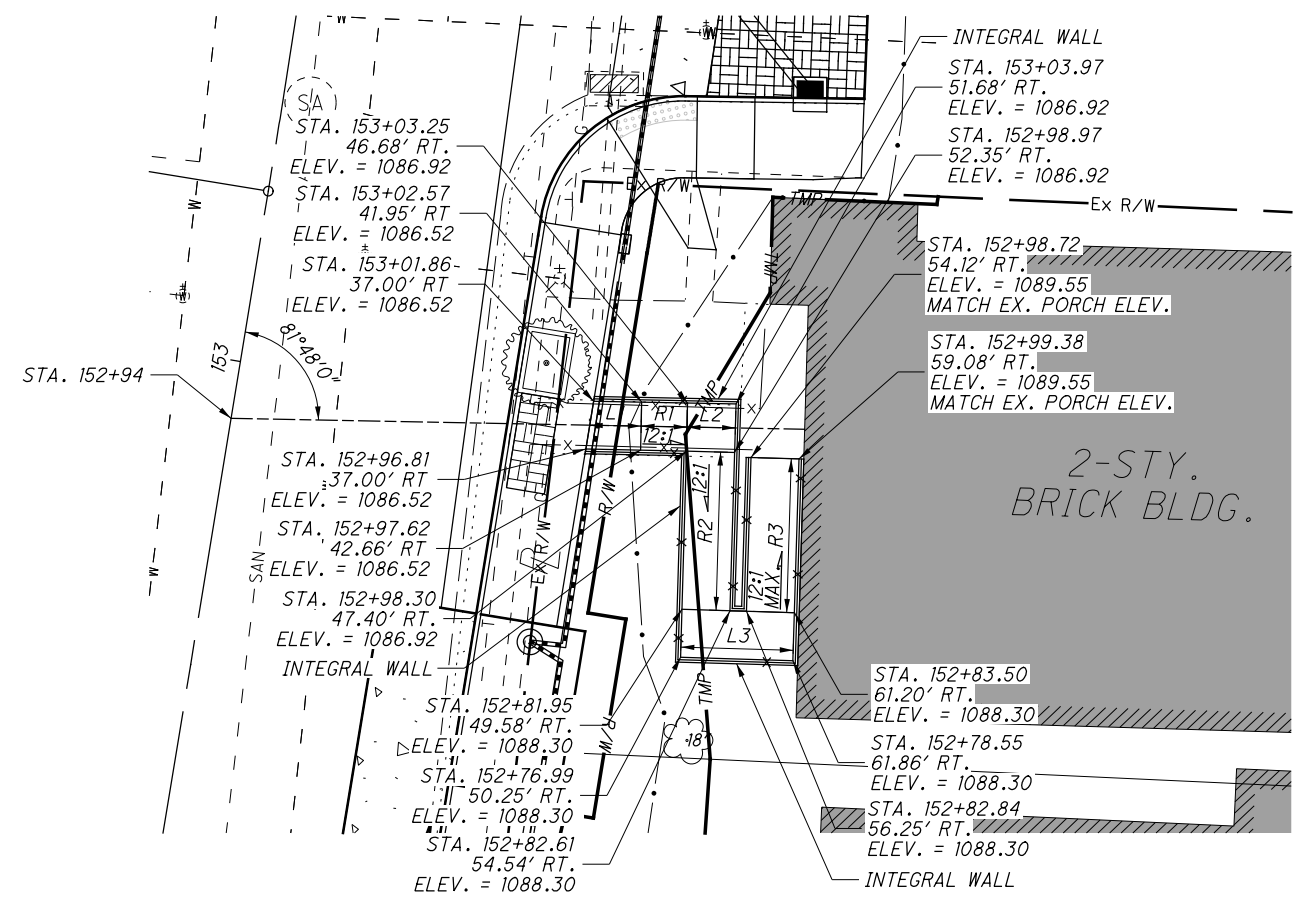 W
W
INTEGRAL WALL
STA. 153+03.97
51.68' RT.
ELEV. = 1086.92
STA. 152+98.97
52.35' RT.
ELEV. = 1086.92
SA
G
STA. 153+03.25
46.68' RT.
ELEV. = 1086.92
STA. 153+02.57
41.95' RT
ELEV. = 1086.52
STA. 153+01.86
37.00' RT
ELEV. = 1086.52
W
W
Ex R/W
TMP
Ex R/W
TMP
STA. 152+98.72
54.12' RT.
ELEV. = 1089.55
MATCH EX. PORCH ELEV.
STA. 152+99.38
59.08' RT.
ELEV. = 1089.55
MATCH EX. PORCH ELEV.
81°48'0"
153
STA. 152+94
TMP
L
R1
L2
12:1
2-STY.
BRICK BLDG.
STA. 152+96.81
37.00' RT
ELEV. = 1086.52
STA. 152+97.62
42.66' RT
ELEV. = 1086.52
STA. 152+98.30
47.40' RT.
ELEV. = 1086.92
INTEGRAL WALL
W
SAN
G
Ex R/W
R/W
R2
12:1
R3
12:1
MAX
L3
TMP
18"
R/W
STA. 152+81.95
49.58' RT.
ELEV. = 1088.30
STA. 152+76.99
50.25' RT.
ELEV. = 1088.30
STA. 152+82.61
54.54' RT.
ELEV. = 1088.30
STA. 152+83.50
61.20' RT.
ELEV. = 1088.30
STA. 152+78.55
61.86' RT.
ELEV. = 1088.30
STA. 152+82.84
56.25' RT.
ELEV. = 1088.30
INTEGRAL WALL